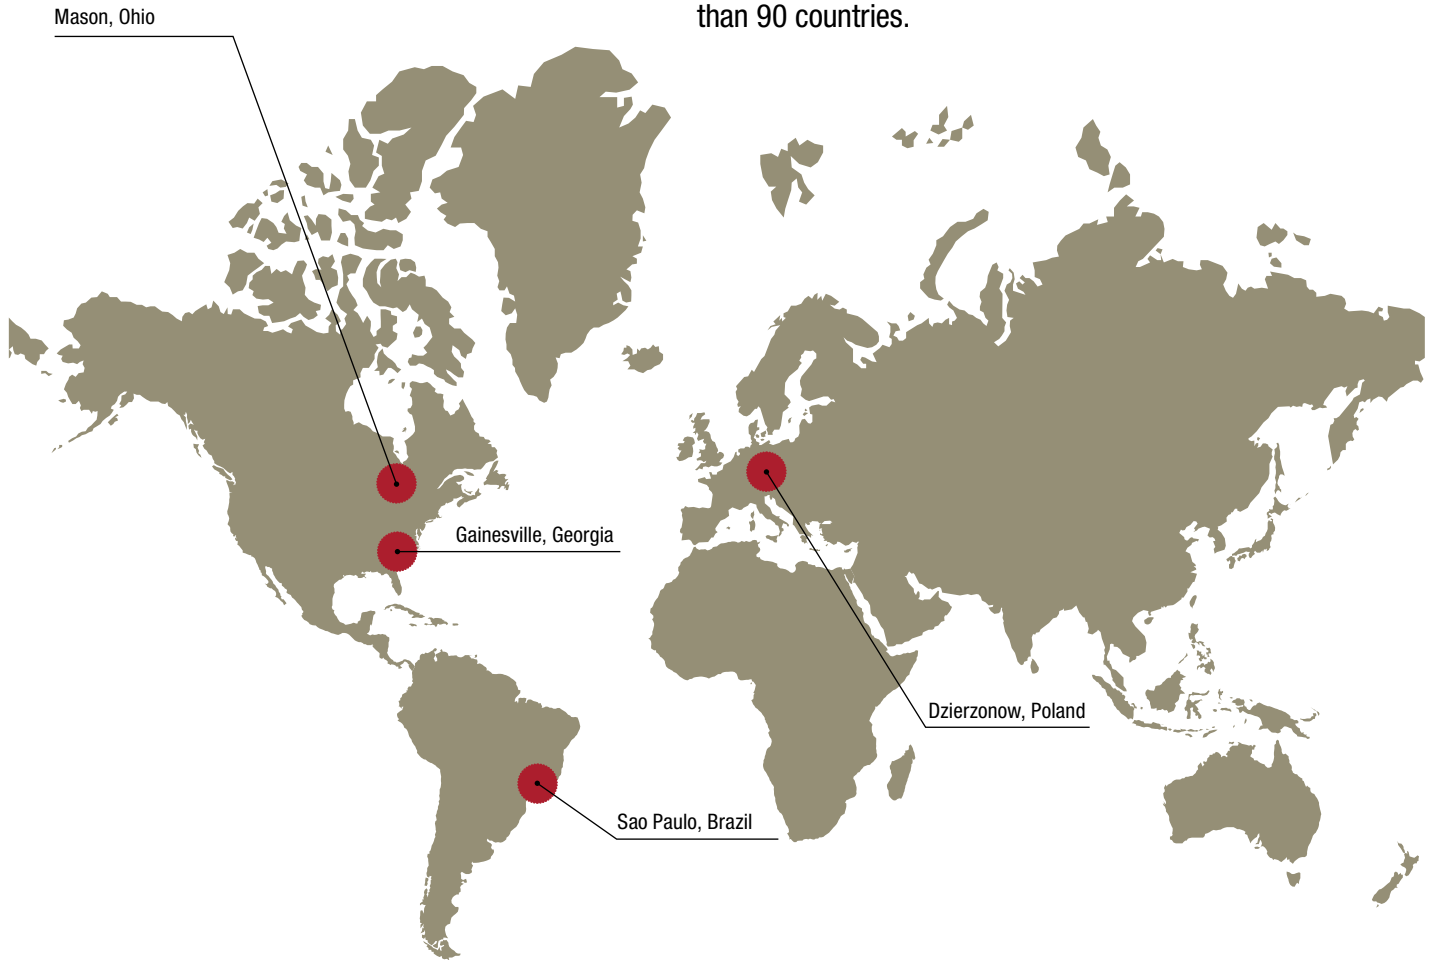 Mason, Ohio
than 90 countries.
Gainesville, Georgia
Dzierzonow, Poland
Sao Paulo, Brazil